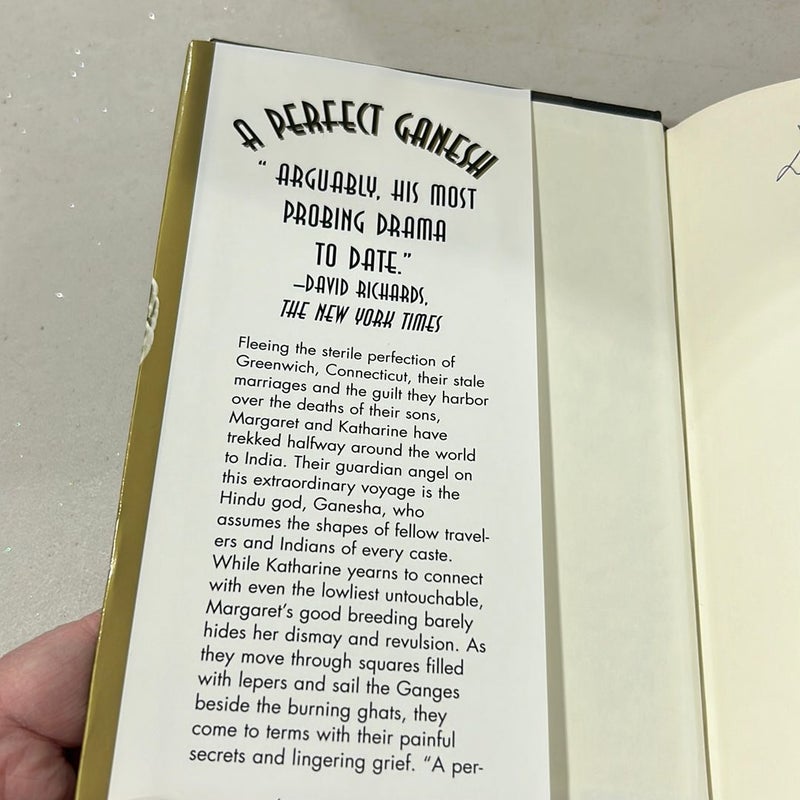 A PERFECT GANESH
“ARGUABLY, HIS MOST
PROBING DRAMA
TO DATE.”
–DAVID RICHARDS,
THE NEW YORK TIMES
Fleeing the sterile perfection of
Greenwich, Connecticut, their stale
marriages and the guilt they harbor
over the deaths of their sons,
Margaret and Katharine have
trekked halfway around the world
to India. Their guardian angel on
this extraordinary voyage is the
Hindu god, Ganesha, who
assumes the shapes of fellow travel-
ers and Indians of every caste.
While Katharine yearns to connect
with even the lowliest untouchable,
Margaret’s good breeding barely
hides her dismay and revulsion. As
they move through squares filled
with lepers and sail the Ganges
beside the burning ghats, they
come to terms with their painful
secrets and lingering grief. “A per-